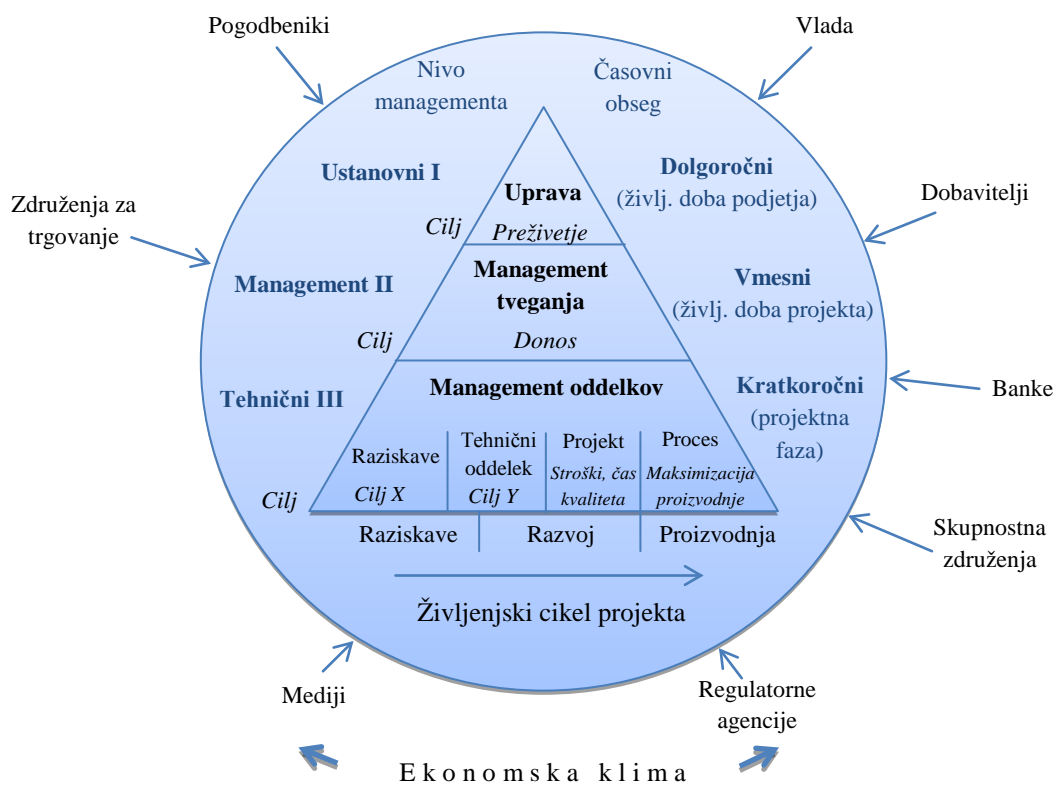 Pogodbeniki
Vlada
Nivo
managementa
Časovni
obseg
Ustanovni I
Uprava
Dolgoročni
(življ. doba podjetja)
Združenja za
trgovanje
Dobavitelji
Cilj
Preživetje
Management II
Management
tveganja
Vmesni
(življ. doba projekta)
Cilj
Donos
Tehnični III
Management oddelkov
Kratkoročni
(projektna
faza)
Banke
Raziskave
Cilj X
Tehnični
oddelek
Cilj Y
Projekt
Stroški, čas
kvaliteta
Proces
Maksimizacija
proizvodnje
Cilj
Raziskave
Razvoj
Proizvodnja
Skupnostna
združenja
Življenjski cikel projekta
Mediji
Regulatorne
agencije
Ekonomska klima